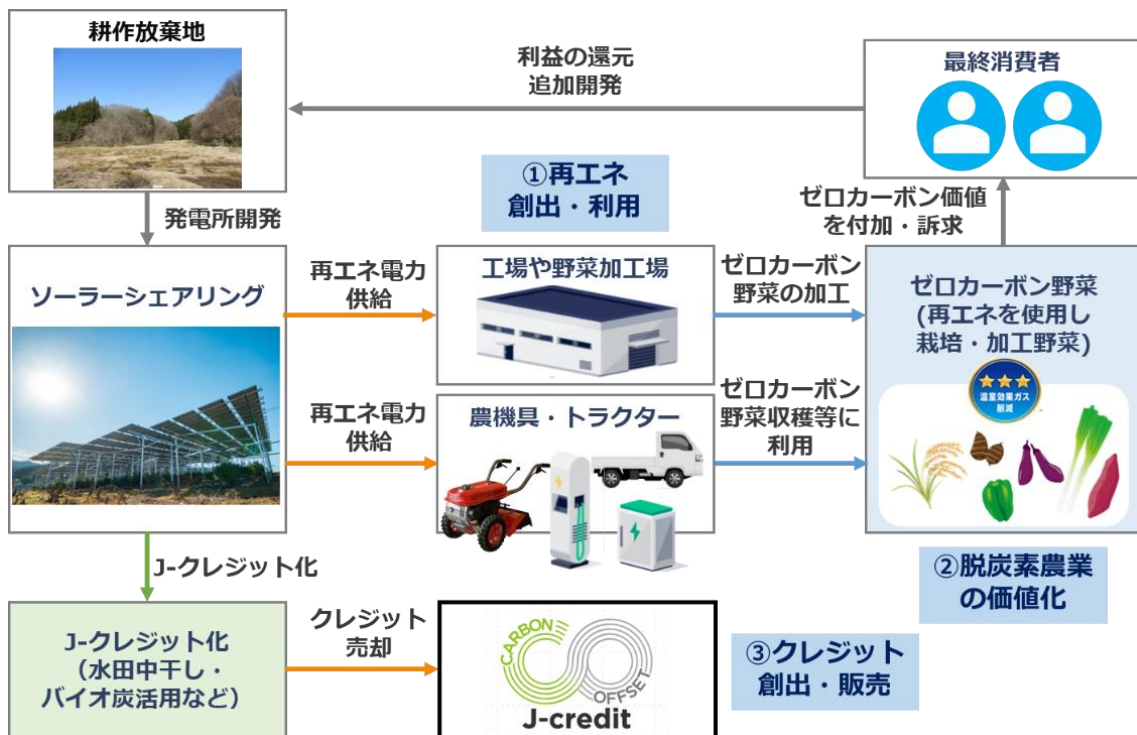 耕作放棄地
利益の還元
追加開発
最終消費者
①再エネ
創出・利用
発電所開発
ゼロカーボン価値
を付加・訴求
ソーラーシェアリング
再エネ電力
供給
工場や野菜加工場
ゼロカーボン
野菜の加工
ゼロカーボン野菜
(再エネを使用し
栽培・加工野菜)
温室効果ガス
削減
再エネ電力
供給
農機具・トラクター
ゼロカーボン
野菜収穫等に
利用
J-クレジット化
②脱炭素農業
の価値化
J-クレジット化
（水田中干し・
バイオ炭活用など）
クレジット
売却
CARBON
OFFSET
J-credit
③クレジット
創出・販売